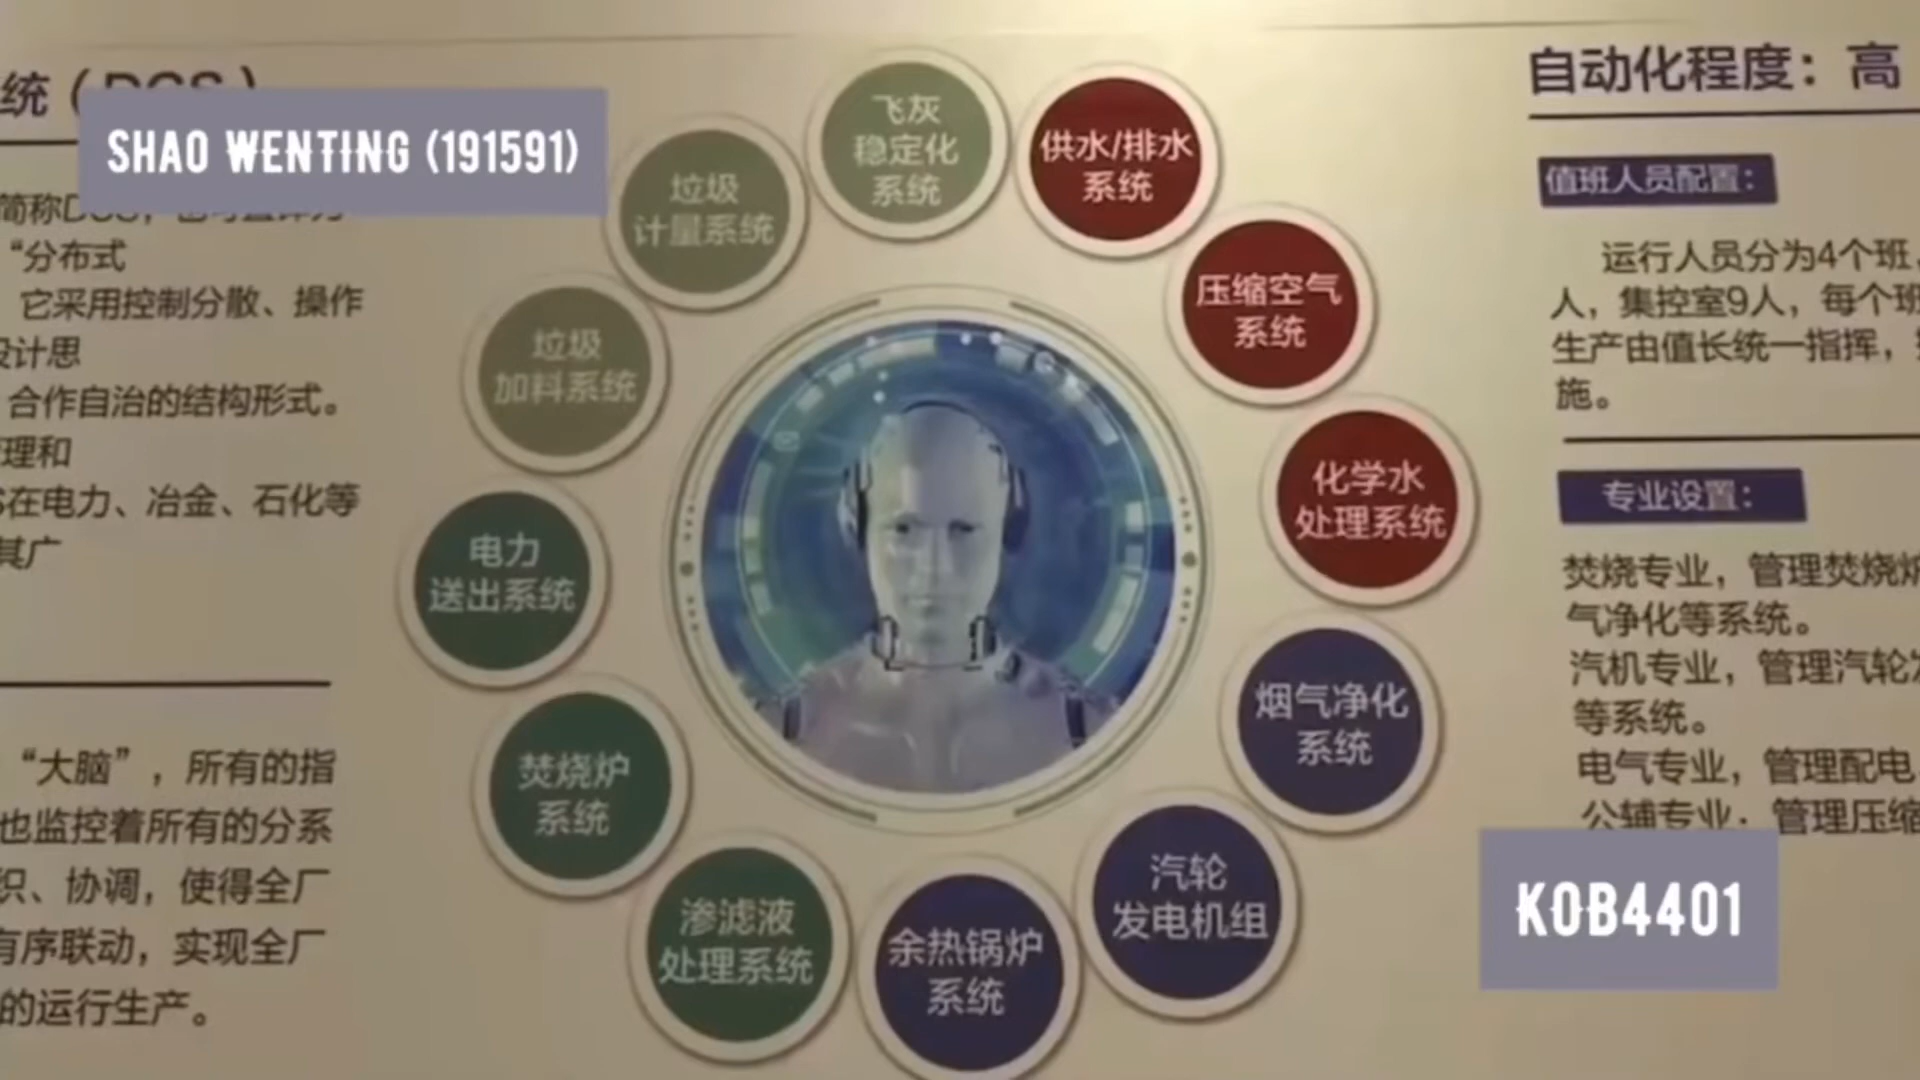 统（DCS）
SHAO WENTING (191591)
“分布式
它采用控制分散、操作
设计思
合作自治的结构形式。
管理和
S在电力、冶金、石化等
其广
“大脑”，所有的指
也监控着所有的分系
织、协调，使得全厂
有序联动，实现全厂
的运行生产。
飞灰
稳定化
系统
供水/排水
系统
压缩空气
系统
化学水
处理系统
烟气净化
系统
汽轮
发电机组
余热锅炉
系统
渗滤液
处理系统
焚烧炉
系统
电力
送出系统
垃圾
加料系统
垃圾
计量系统
自动化程度：高
值班人员配置：
运行人员分为4个班
人，集控室9人，每个班
生产由值长统一指挥，
施。
专业设置：
焚烧专业，管理焚烧炉
气净化等系统。
汽机专业，管理汽轮发
等系统。
电气专业，管理配电
公辅专业：管理压缩
KOB4401